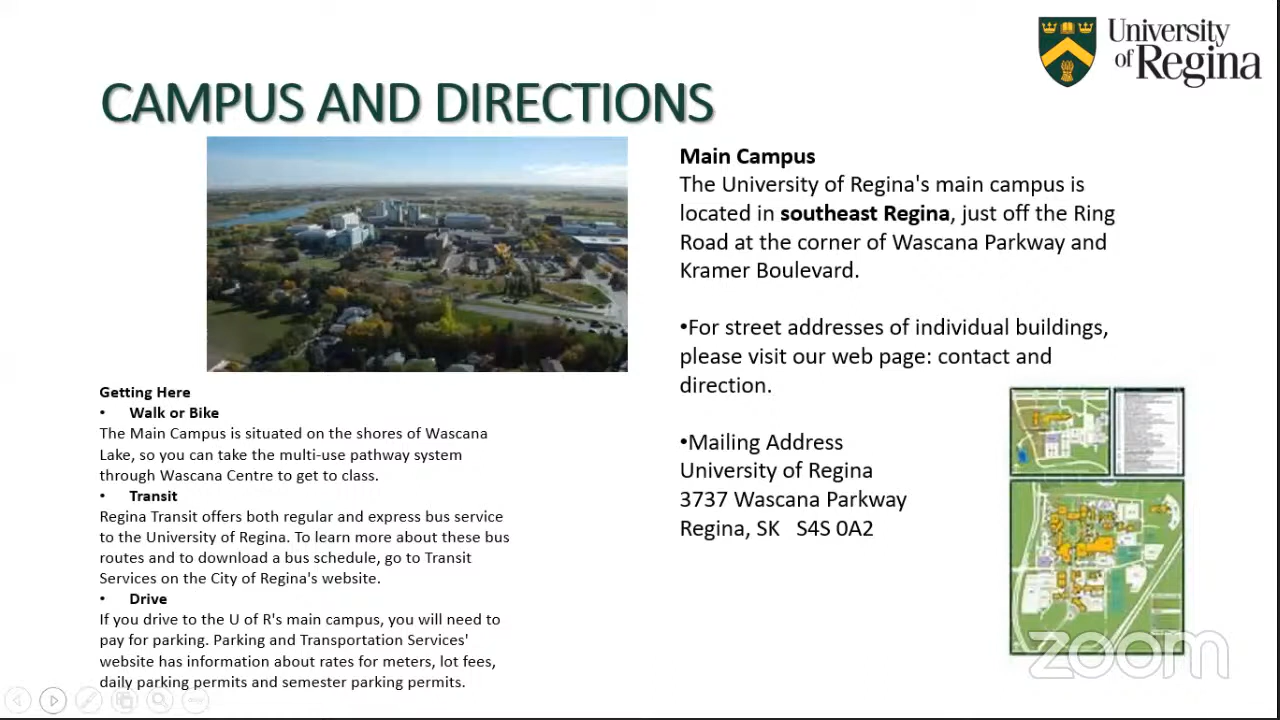 University
of Regina
CAMPUS AND DIRECTIONS
Main Campus
The University of Regina's main campus is
located in southeast Regina, just off the Ring
Road at the corner of Wascana Parkway and
Kramer Boulevard.
•For street addresses of individual buildings,
please visit our web page: contact and
direction.
•Mailing Address
University of Regina
3737 Wascana Parkway
Regina, SK   S4S 0A2
Getting Here
• Walk or Bike
The Main Campus is situated on the shores of Wascana
Lake, so you can take the multi-use pathway system
through Wascana Centre to get to class.
• Transit
Regina Transit offers both regular and express bus service
to the University of Regina. To learn more about these bus
routes and to download a bus schedule, go to Transit
Services on the City of Regina's website.
• Drive
If you drive to the U of R's main campus, you will need to
pay for parking. Parking and Transportation Services'
website has information about rates for meters, lot fees,
daily parking permits and semester parking permits.
zoom